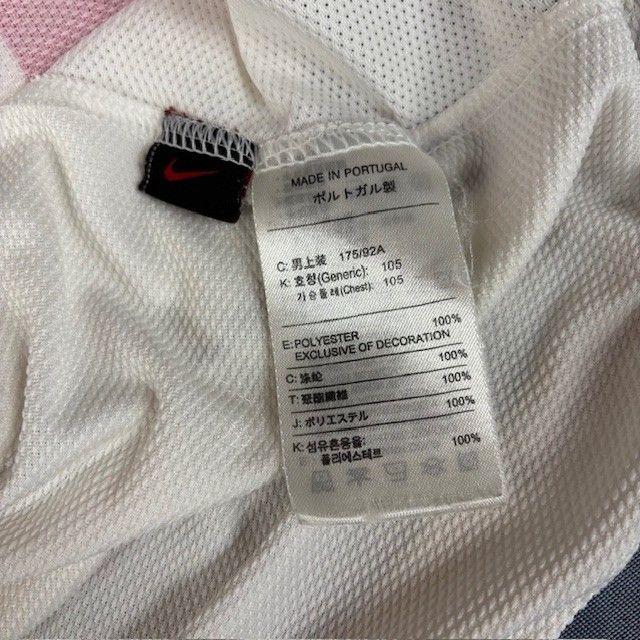 MADE IN PORTUGAL
ポルトガル製
C: 男上装 175/92A
K: 호칭(Generic): 105
가슴둘레(Chest): 105
E: POLYESTER 100%
EXCLUSIVE OF DECORATION
C: 涤纶 100%
T: 聚酯纖維 100%
J: ポリエステル 100%
K: 섬유혼용율: 100%
폴리에스테르